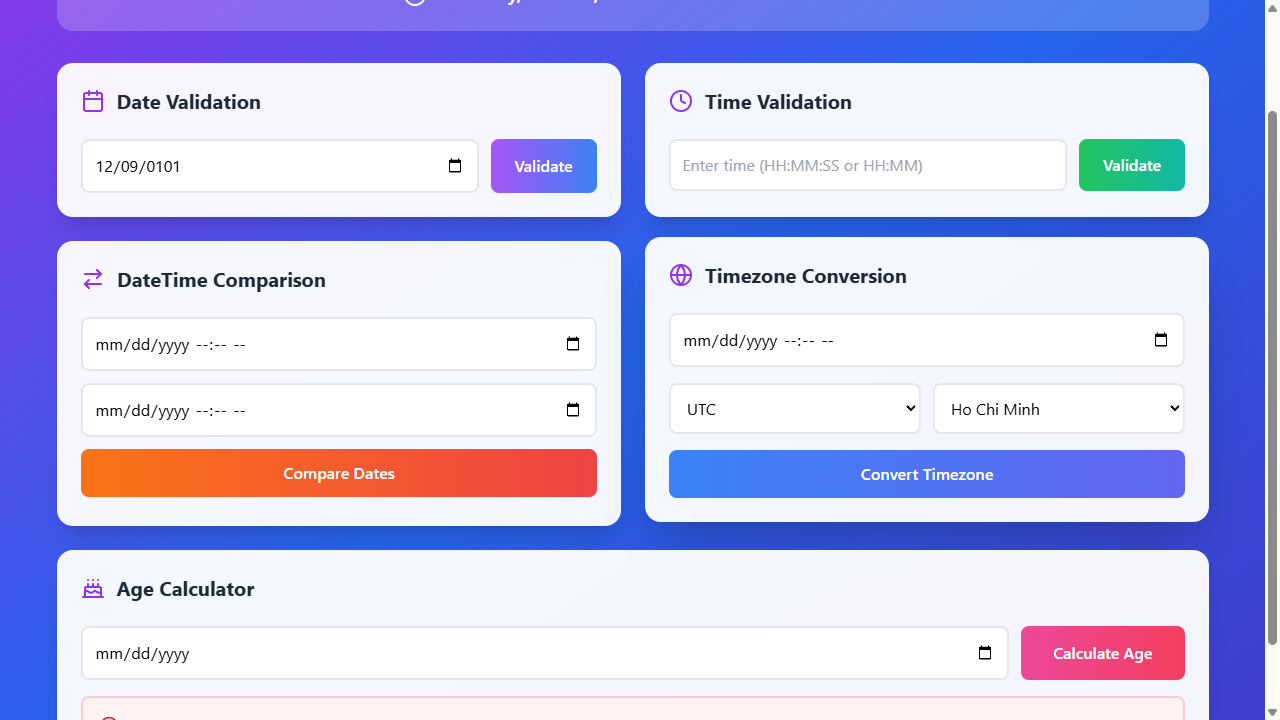 Date Validation
12/09/0101
Validate
Time Validation
Enter time (HH:MM:SS or HH:MM)
Validate
DateTime Comparison
mm/dd/yyyy --:-- --
mm/dd/yyyy --:-- --
Compare Dates
Timezone Conversion
mm/dd/yyyy --:-- --
UTC
Ho Chi Minh
Convert Timezone
Age Calculator
mm/dd/yyyy
Calculate Age